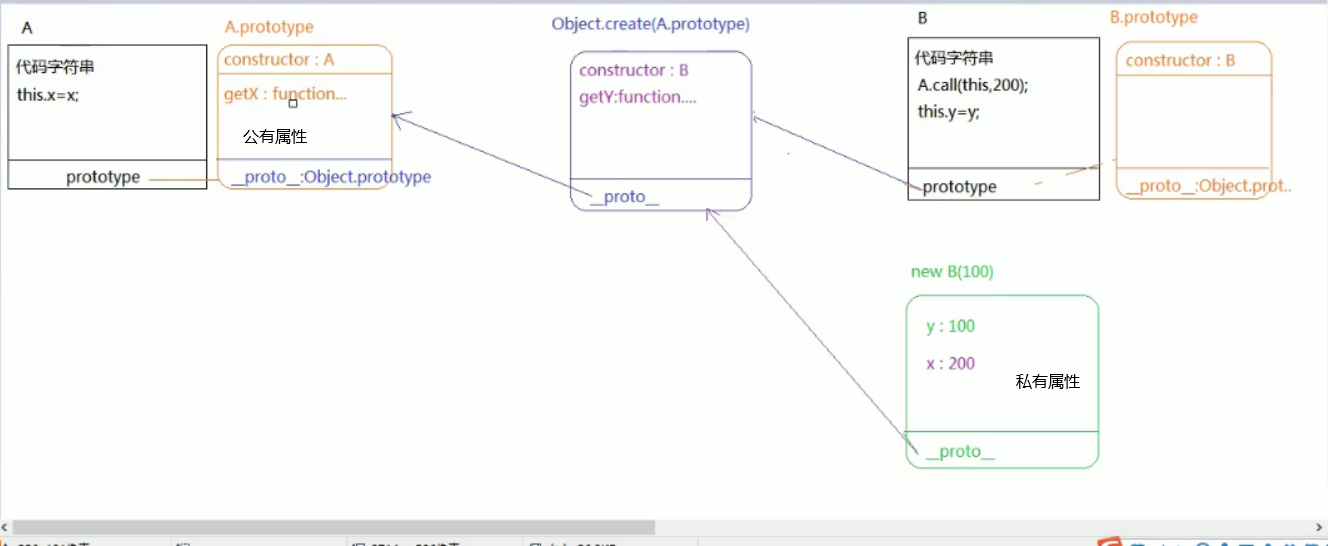 A
A.prototype
代码字符串
this.x=x;
prototype
constructor : A
getX : function...
公有属性
__proto__:Object.prototype
Object.create(A.prototype)
constructor : B
getY:function....
__proto__
B
B.prototype
代码字符串
A.call(this,200);
this.y=y;
prototype
constructor : B
__proto__:Object.prot..
new B(100)
y : 100
x : 200
私有属性
__proto__